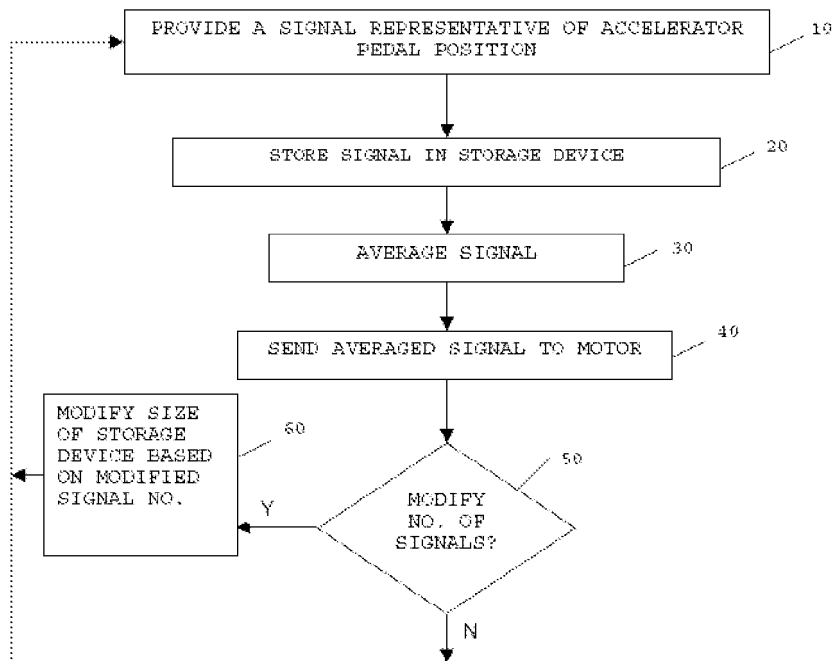 PROVIDE A SIGNAL REPRESENTATIVE OF ACCELERATOR
PEDAL POSITION
10
STORE SIGNAL IN STORAGE DEVICE
20
AVERAGE SIGNAL
30
SEND AVERAGED SIGNAL TO MOTOR
40
MODIFY SIZE
OF STORAGE
DEVICE BASED
ON MODIFIED
SIGNAL NO.
60
Y
MODIFY
NO. OF
SIGNALS?
50
N